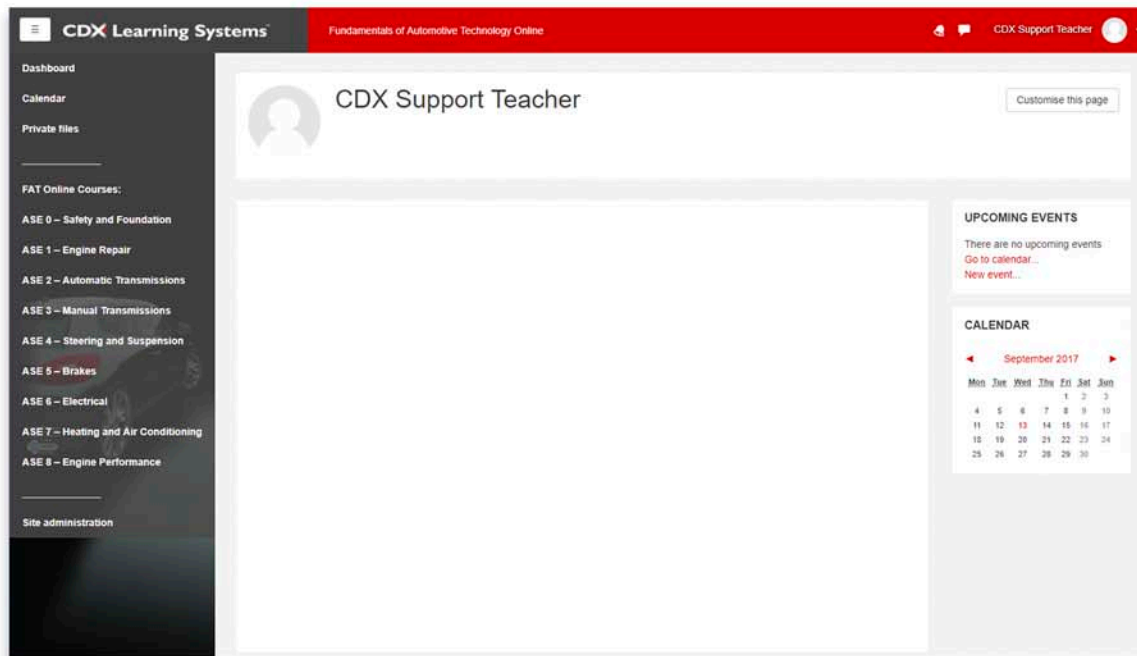 CDX Learning Systems™
Fundamentals of Automotive Technology Online
CDX Support Teacher
Dashboard
Calendar
Private files
FAT Online Courses:
ASE 0 – Safety and Foundation
ASE 1 – Engine Repair
ASE 2 – Automatic Transmissions
ASE 3 – Manual Transmissions
ASE 4 – Steering and Suspension
ASE 5 – Brakes
ASE 6 – Electrical
ASE 7 – Heating and Air Conditioning
ASE 8 – Engine Performance
Site administration
CDX Support Teacher
Customise this page
UPCOMING EVENTS
There are no upcoming events
Go to calendar...
New event...
CALENDAR
◄ September 2017 ►
Mon Tue Wed Thu Fri Sat Sun
1 2 3
4 5 6 7 8 9 10
11 12 13 14 15 16 17
18 19 20 21 22 23 24
25 26 27 28 29 30